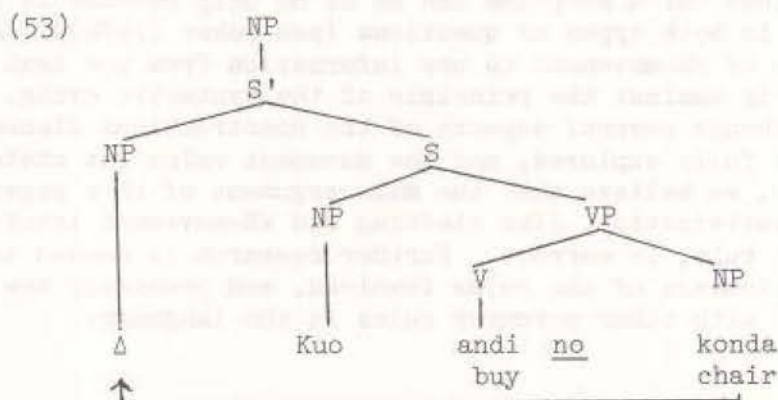 (53) NP
S'
NP S
NP VP
V NP
Δ Kuo andi no konda
buy chair